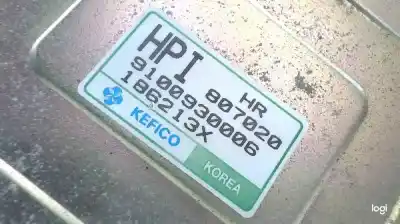 HPI HR
807020
9100930006
186213X
KEFICO KOREA
logi